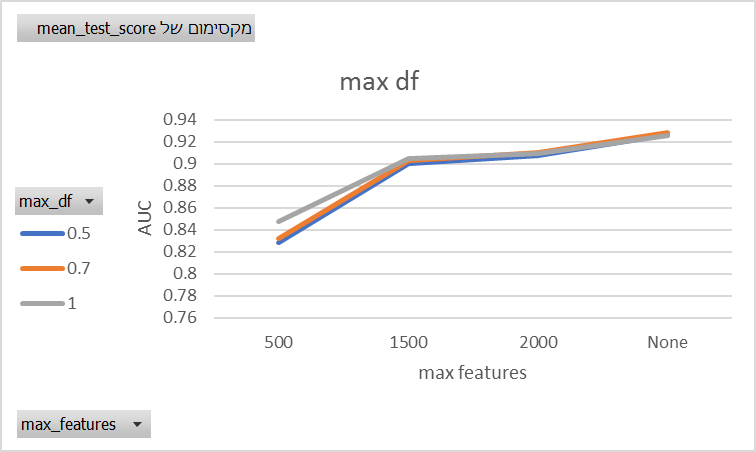 מקסימום של mean_test_score
max df
0.94
0.92
0.9
0.88
0.86
0.84
0.82
0.8
0.78
0.76
AUC
500 1500 2000 None
max features
max_df
0.5
0.7
1
max_features